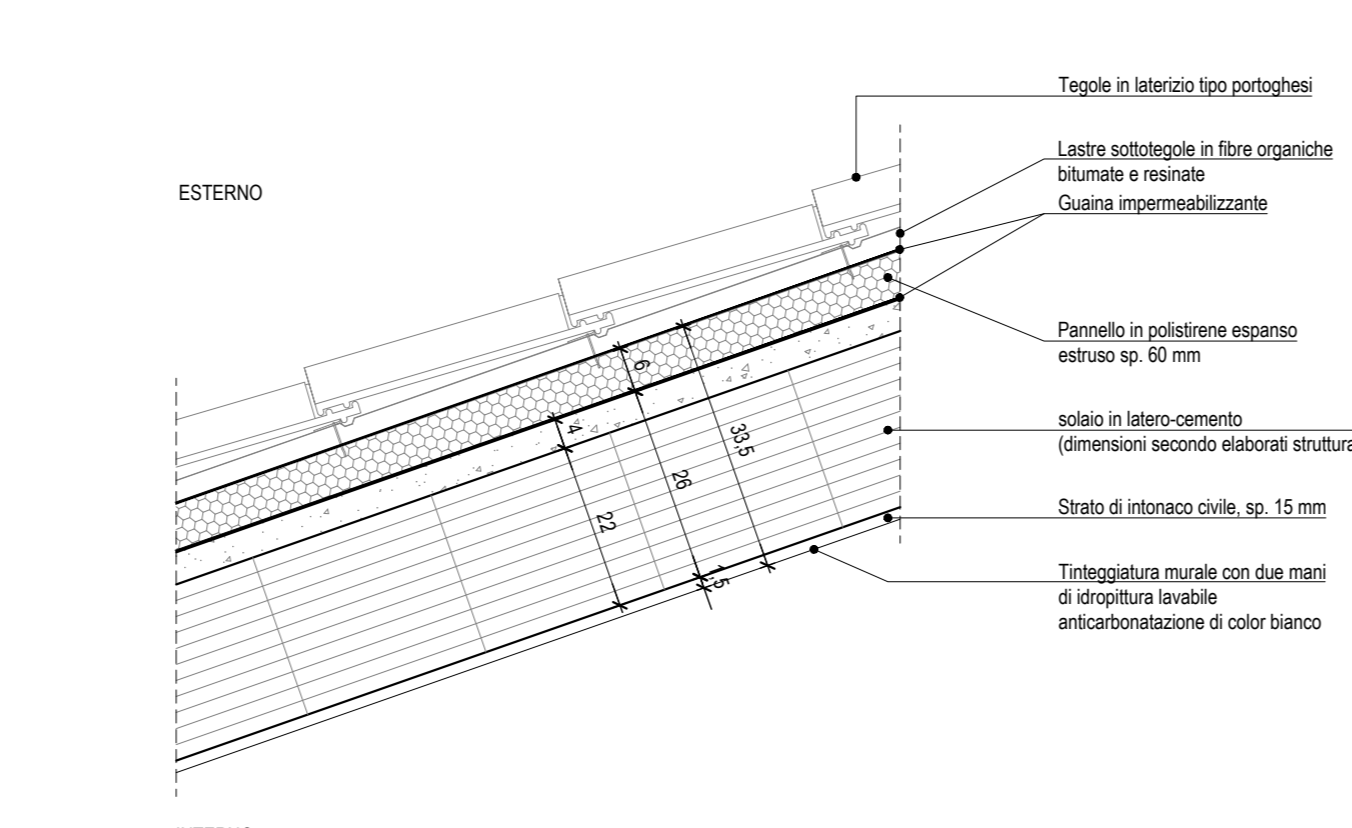 Tegole in laterizio tipo portoghesi
ESTERNO
Lastre sottotegole in fibre organiche
bitumate e resinate
Guaina impermeabilizzante
Pannello in polistirene espanso
estruso sp. 60 mm
solaio in latero-cemento
(dimensioni secondo elaborati struttura
Strato di intonaco civile, sp. 15 mm
Tinteggiatura murale con due mani
di idropittura lavabile
anticarbonatazione di color bianco
6
4
33,5
26
22
1,5